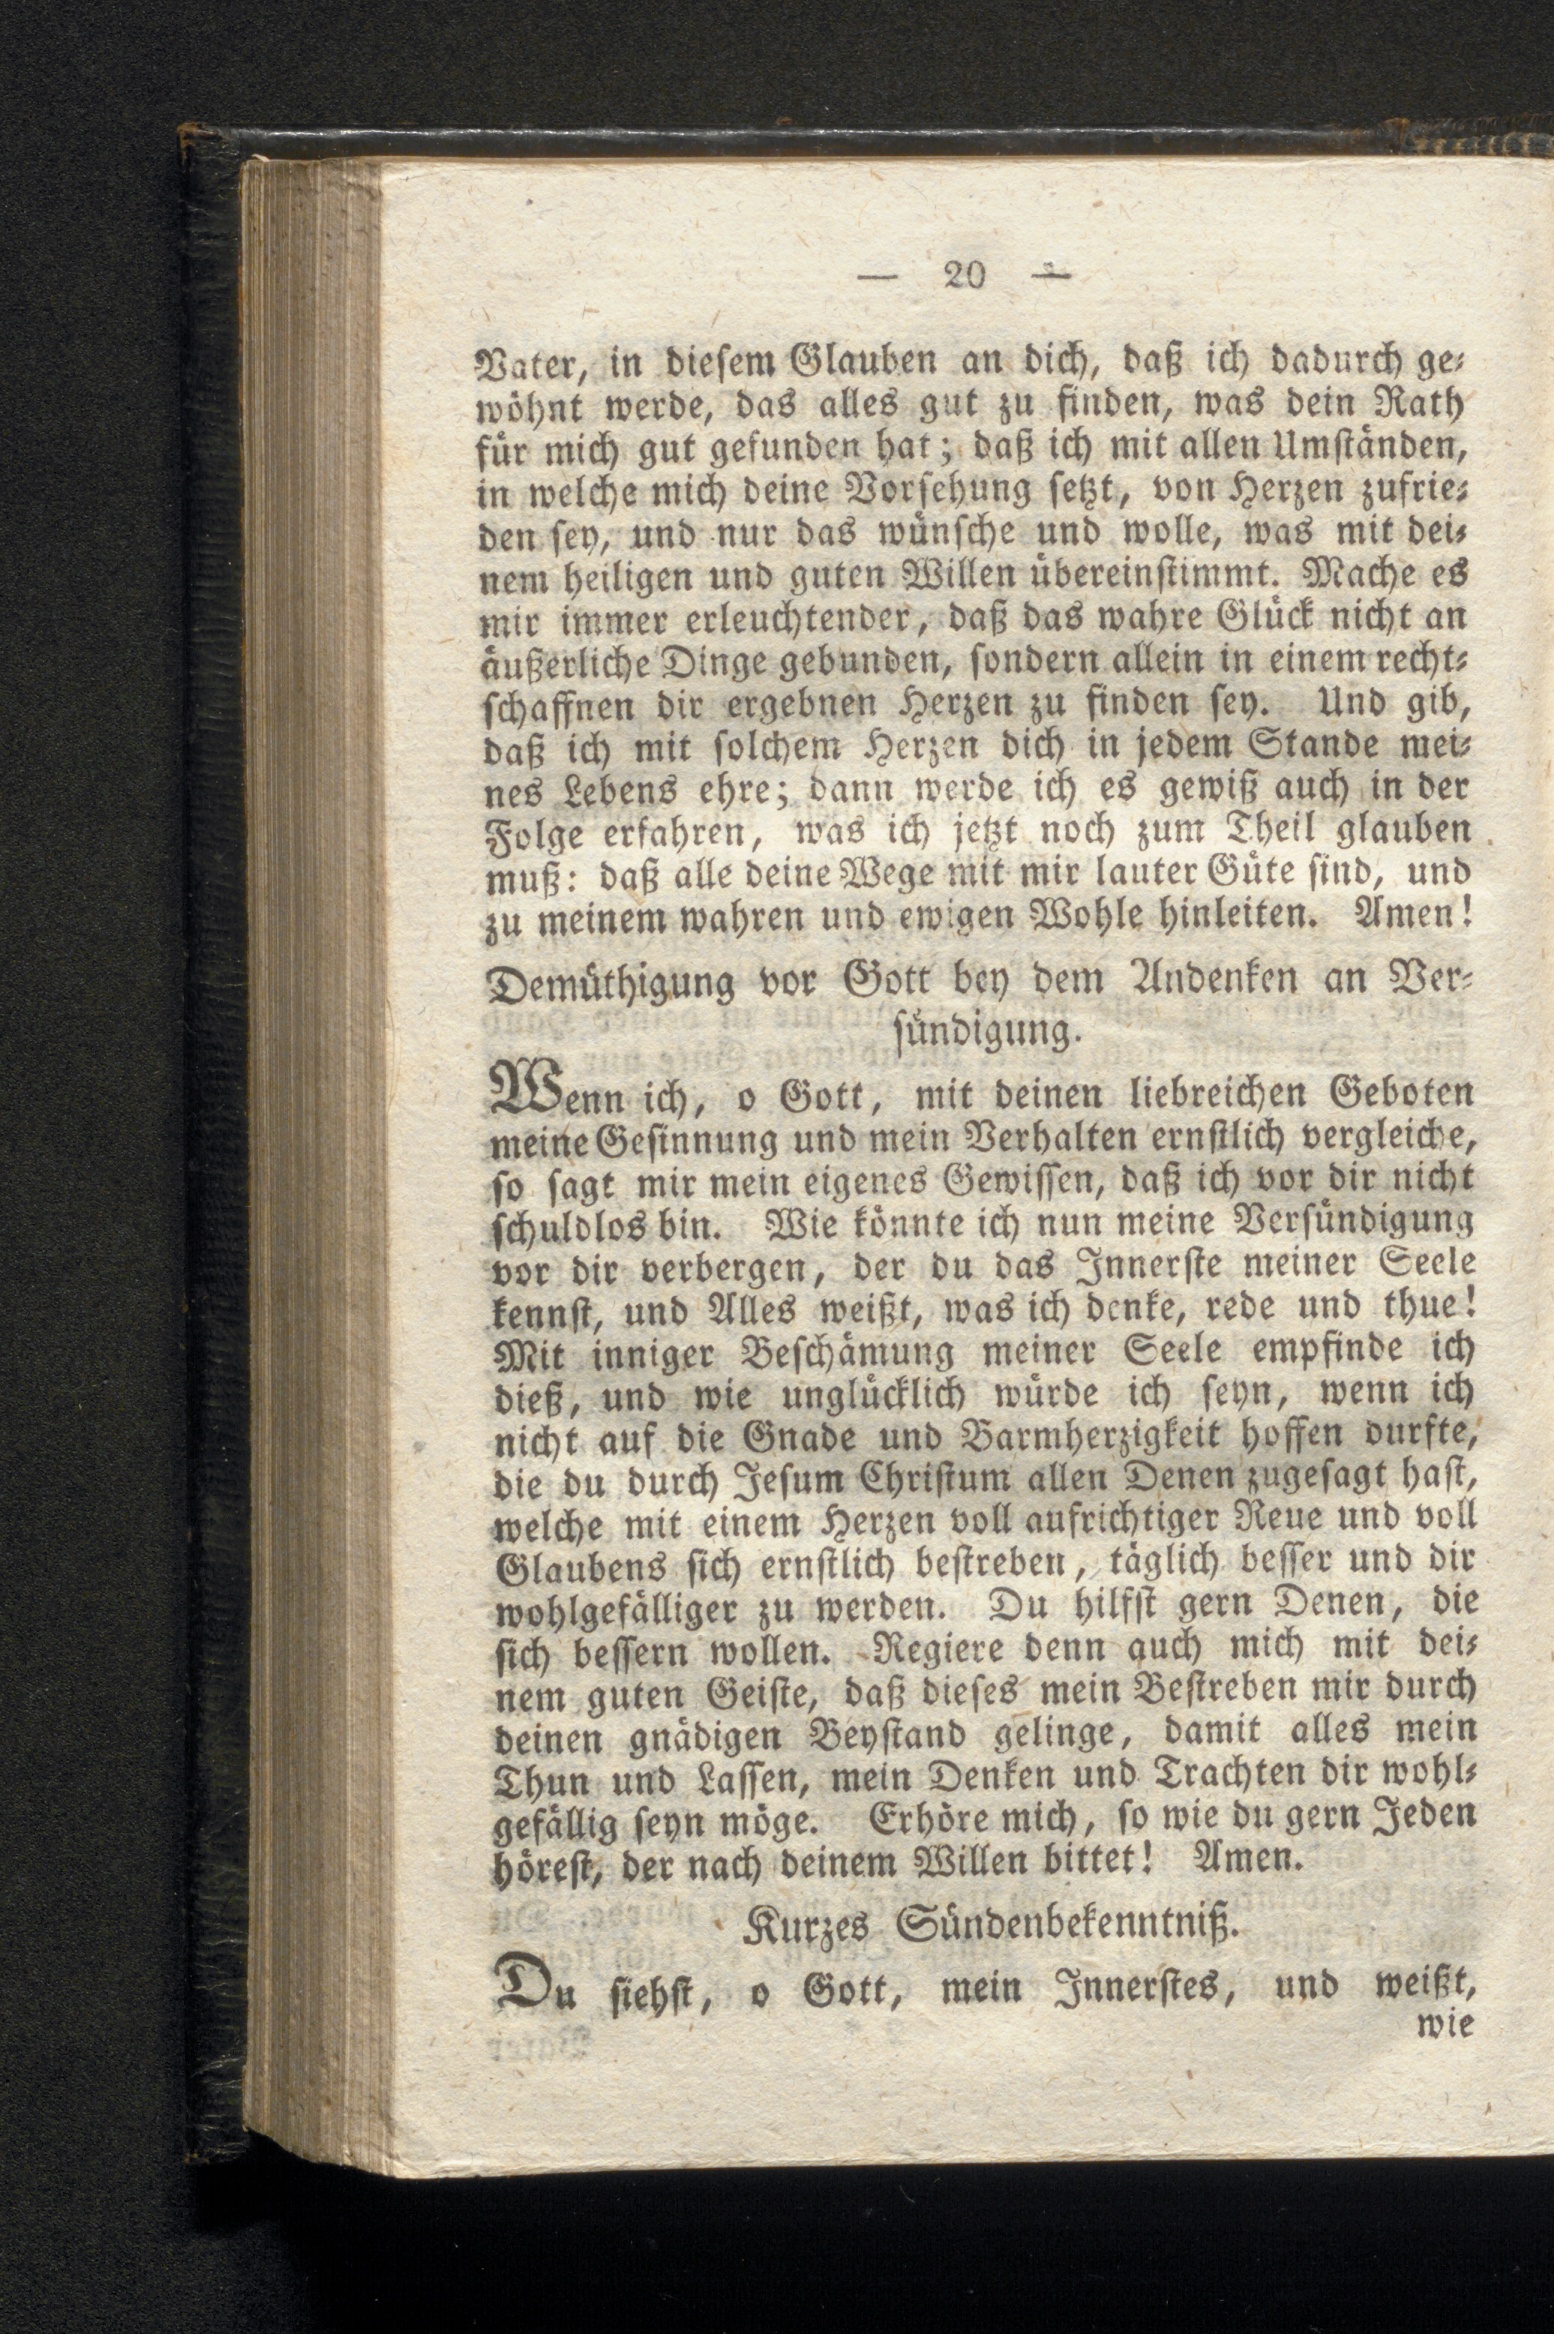 — 20 —
Vater, in dieſem Glauben an dich, daß ich dadurch ge-
wöhnt werde, das alles gut zu finden, was dein Rath
für mich gut gefunden hat; daß ich mit allen Umſtänden,
in welche mich deine Vorſehung ſetzt, von Herzen zufrie-
den ſey, und nur das wünſche und wolle, was mit dei-
nem heiligen und guten Willen übereinſtimmt. Mache es
mir immer erleuchtender, daß das wahre Glück nicht an
äußerliche Dinge gebunden, ſondern allein in einem recht-
ſchaffnen dir ergebnen Herzen zu finden ſey. Und gib,
daß ich mit ſolchem Herzen dich in jedem Stande mei-
nes Lebens ehre; dann werde ich es gewiß auch in der
Folge erfahren, was ich jetzt noch zum Theil glauben
muß: daß alle deine Wege mit mir lauter Güte ſind, und
zu meinem wahren und ewigen Wohle hinleiten. Amen!
Demüthigung vor Gott bey dem Andenken an Ver-
ſündigung.
Wenn ich, o Gott, mit deinen liebreichen Geboten
meine Geſinnung und mein Verhalten ernſtlich vergleiche,
ſo ſagt mir mein eigenes Gewiſſen, daß ich vor dir nicht
ſchuldlos bin. Wie könnte ich nun meine Verſündigung
vor dir verbergen, der du das Innerſte meiner Seele
kennſt, und Alles weißt, was ich denke, rede und thue!
Mit inniger Beſchämung meiner Seele empfinde ich
dieß, und wie unglücklich würde ich ſeyn, wenn ich
nicht auf die Gnade und Barmherzigkeit hoffen durfte,
die du durch Jeſum Chriſtum allen Denen zugeſagt haſt,
welche mit einem Herzen voll aufrichtiger Reue und voll
Glaubens ſich ernſtlich beſtreben, täglich beſſer und dir
wohlgefälliger zu werden. Du hilfſt gern Denen, die
ſich beſſern wollen. Regiere denn auch mich mit dei-
nem guten Geiſte, daß dieſes mein Beſtreben mir durch
deinen gnädigen Beyſtand gelinge, damit alles mein
Thun und Laſſen, mein Denken und Trachten dir wohl-
gefällig ſeyn möge. Erhöre mich, ſo wie du gern Jeden
höreſt, der nach deinem Willen bittet! Amen.
Kurzes Sündenbekenntniß.
Du ſiehſt, o Gott, mein Innerſtes, und weißt,
wie